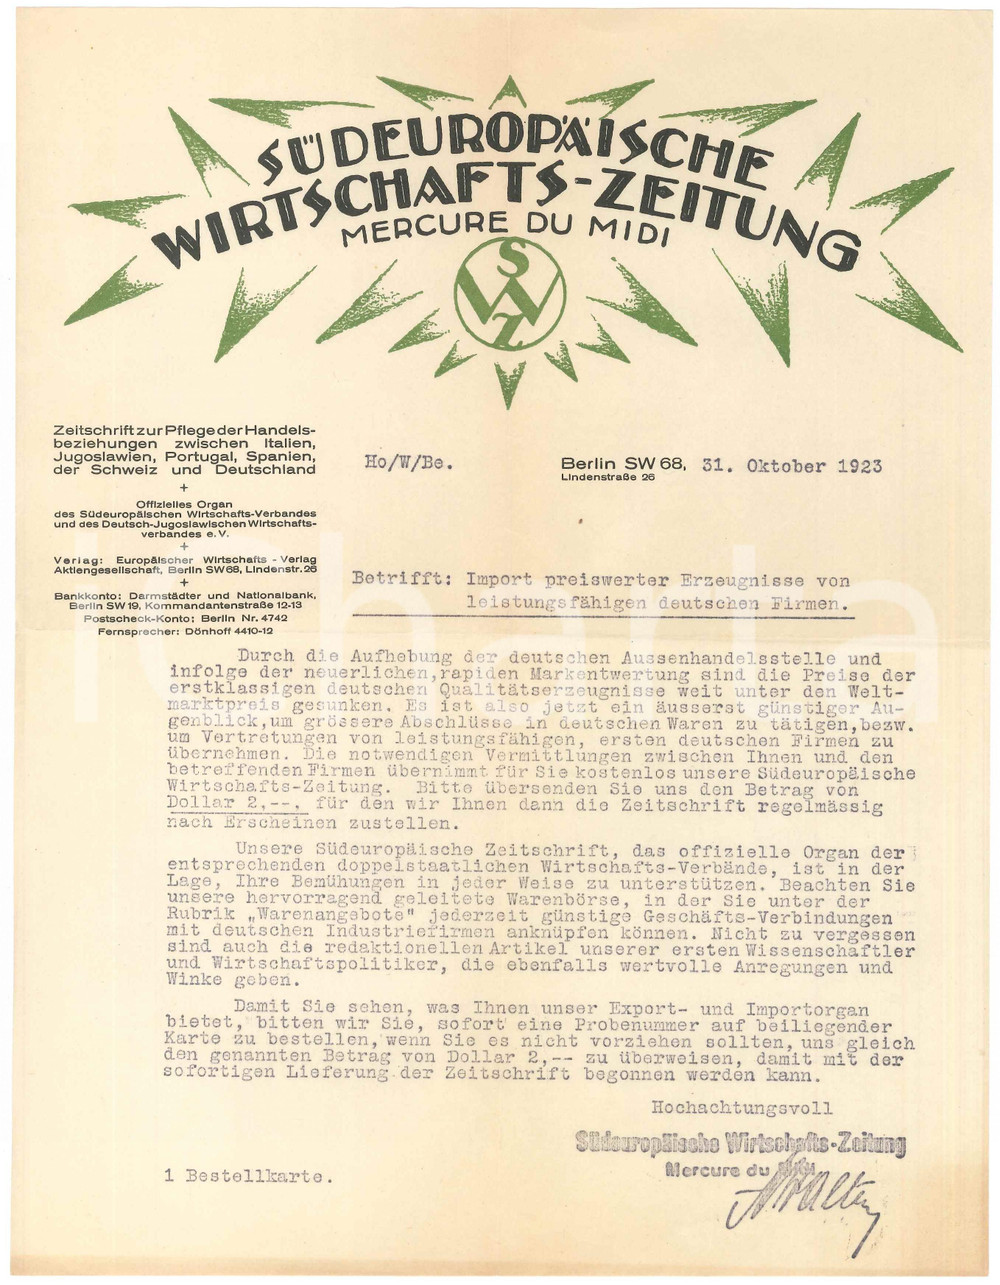 SÜDEUROPÄISCHE
WIRTSCHAFTS-ZEITUNG
MERCURE DU MIDI
SWZ
Zeitschrift zur Pflege der Handels-
beziehungen zwischen Italien,
Jugoslawien, Portugal, Spanien,
der Schweiz und Deutschland
+
Offizielles Organ
des Südeuropäischen Wirtschafts-Verbandes
und des Deutsch-Jugoslawischen Wirtschafts-
verbandes e.V.
+
Verlag: Europäischer Wirtschafts-Verlag
Aktiengesellschaft, Berlin SW68, Lindenstr. 26
+
Bankkonto: Darmstädter und Nationalbank,
Berlin SW 19, Kommandantenstraße 12-13
Postscheck-Konto: Berlin Nr. 4742
Fernsprecher: Dönhoff 4410-12
Ho/W/Be.
Berlin SW 68, 31. Oktober 1923
Lindenstraße 26
Betrifft: Import preiswerter Erzeugnisse von
leistungsfähigen deutschen Firmen.
Durch die Aufhebung der deutschen Aussenhandelsstelle und
infolge der neuerlichen, rapiden Markentwertung sind die Preise der
erstklassigen deutschen Qualitätserzeugnisse weit unter den Welt-
marktpreis gesunken. Es ist also jetzt ein äusserst günstiger Au-
genblick, um grössere Abschlüsse in deutschen Waren zu tätigen, bezw.
um Vertretungen von leistungsfähigen, ersten deutschen Firmen zu
übernehmen. Die notwendigen Vermittlungen zwischen Ihnen und den
betreffenden Firmen übernimmt für Sie kostenlos unsere Südeuropäische
Wirtschafts-Zeitung. Bitte übersenden Sie uns den Betrag von
Dollar 2,--, für den wir Ihnen dann die Zeitschrift regelmässig
nach Erscheinen zustellen.
Unsere Südeuropäische Zeitschrift, das offizielle Organ der
entsprechenden doppelstaatlichen Wirtschafts-Verbände, ist in der
Lage, Ihre Bemühungen in jeder Weise zu unterstützen. Beachten Sie
unsere hervorragend geleitete Warenbörse, in der Sie unter der
Rubrik „Warenangebote" jederzeit günstige Geschäfts-Verbindungen
mit deutschen Industriefirmen anknüpfen können. Nicht zu vergessen
sind auch die redaktionellen Artikel unserer ersten Wissenschaftler
und Wirtschaftspolitiker, die ebenfalls wertvolle Anregungen und
Winke geben.
Damit Sie sehen, was Ihnen unser Export- und Importorgan
bietet, bitten wir Sie, sofort eine Probenummer auf beiliegender
Karte zu bestellen, wenn Sie es nicht vorziehen sollten, uns gleich
den genannten Betrag von Dollar 2,-- zu überweisen, damit mit der
sofortigen Lieferung der Zeitschrift begonnen werden kann.
Hochachtungsvoll
Südeuropäische Wirtschafts-Zeitung
Mercure du Midi
1 Bestellkarte.